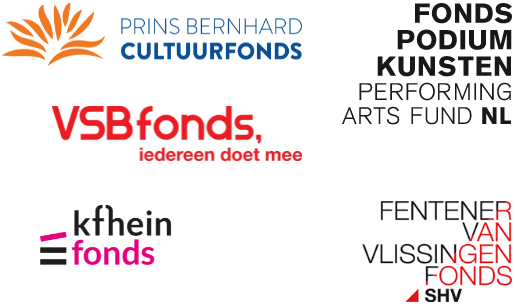 PRINS BERNHARD
CULTUURFONDS
FONDS
PODIUM
KUNSTEN
PERFORMING
ARTS FUND NL
VSBfonds,
iedereen doet mee
kfhein
fonds
FENTENER
VAN
VLISSINGEN
FONDS
SHV